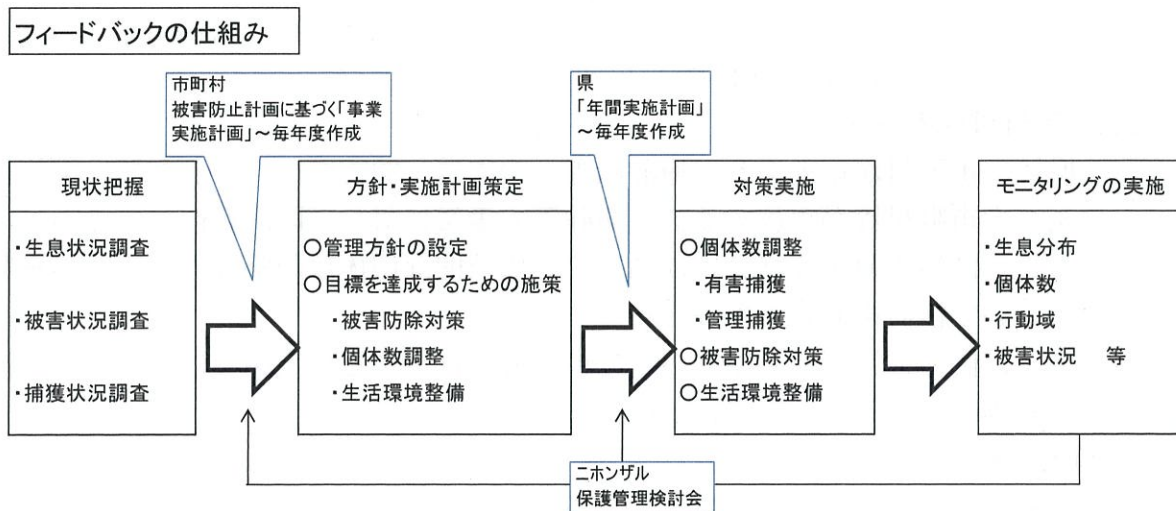 フィードバックの仕組み
市町村
被害防止計画に基づく「事業
実施計画」~毎年度作成
県
「年間実施計画」
~毎年度作成
現状把握
・生息状況調査
・被害状況調査
・捕獲状況調査
方針・実施計画策定
○管理方針の設定
○目標を達成するための施策
・被害防除対策
・個体数調整
・生活環境整備
対策実施
○個体数調整
・有害捕獲
・管理捕獲
○被害防除対策
○生活環境整備
モニタリングの実施
・生息分布
・個体数
・行動域
・被害状況 等
ニホンザル
保護管理検討会